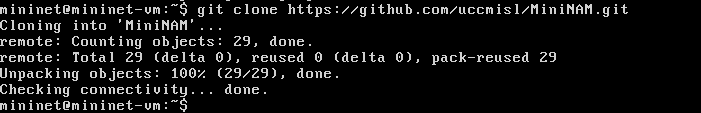 mininet@mininet-vm:~$ git clone https://github.com/uccmisl/MiniNAM.git
Cloning into 'MiniNAM'...
remote: Counting objects: 29, done.
remote: Total 29 (delta 0), reused 0 (delta 0), pack-reused 29
Unpacking objects: 100% (29/29), done.
Checking connectivity... done.
mininet@mininet-vm:~$